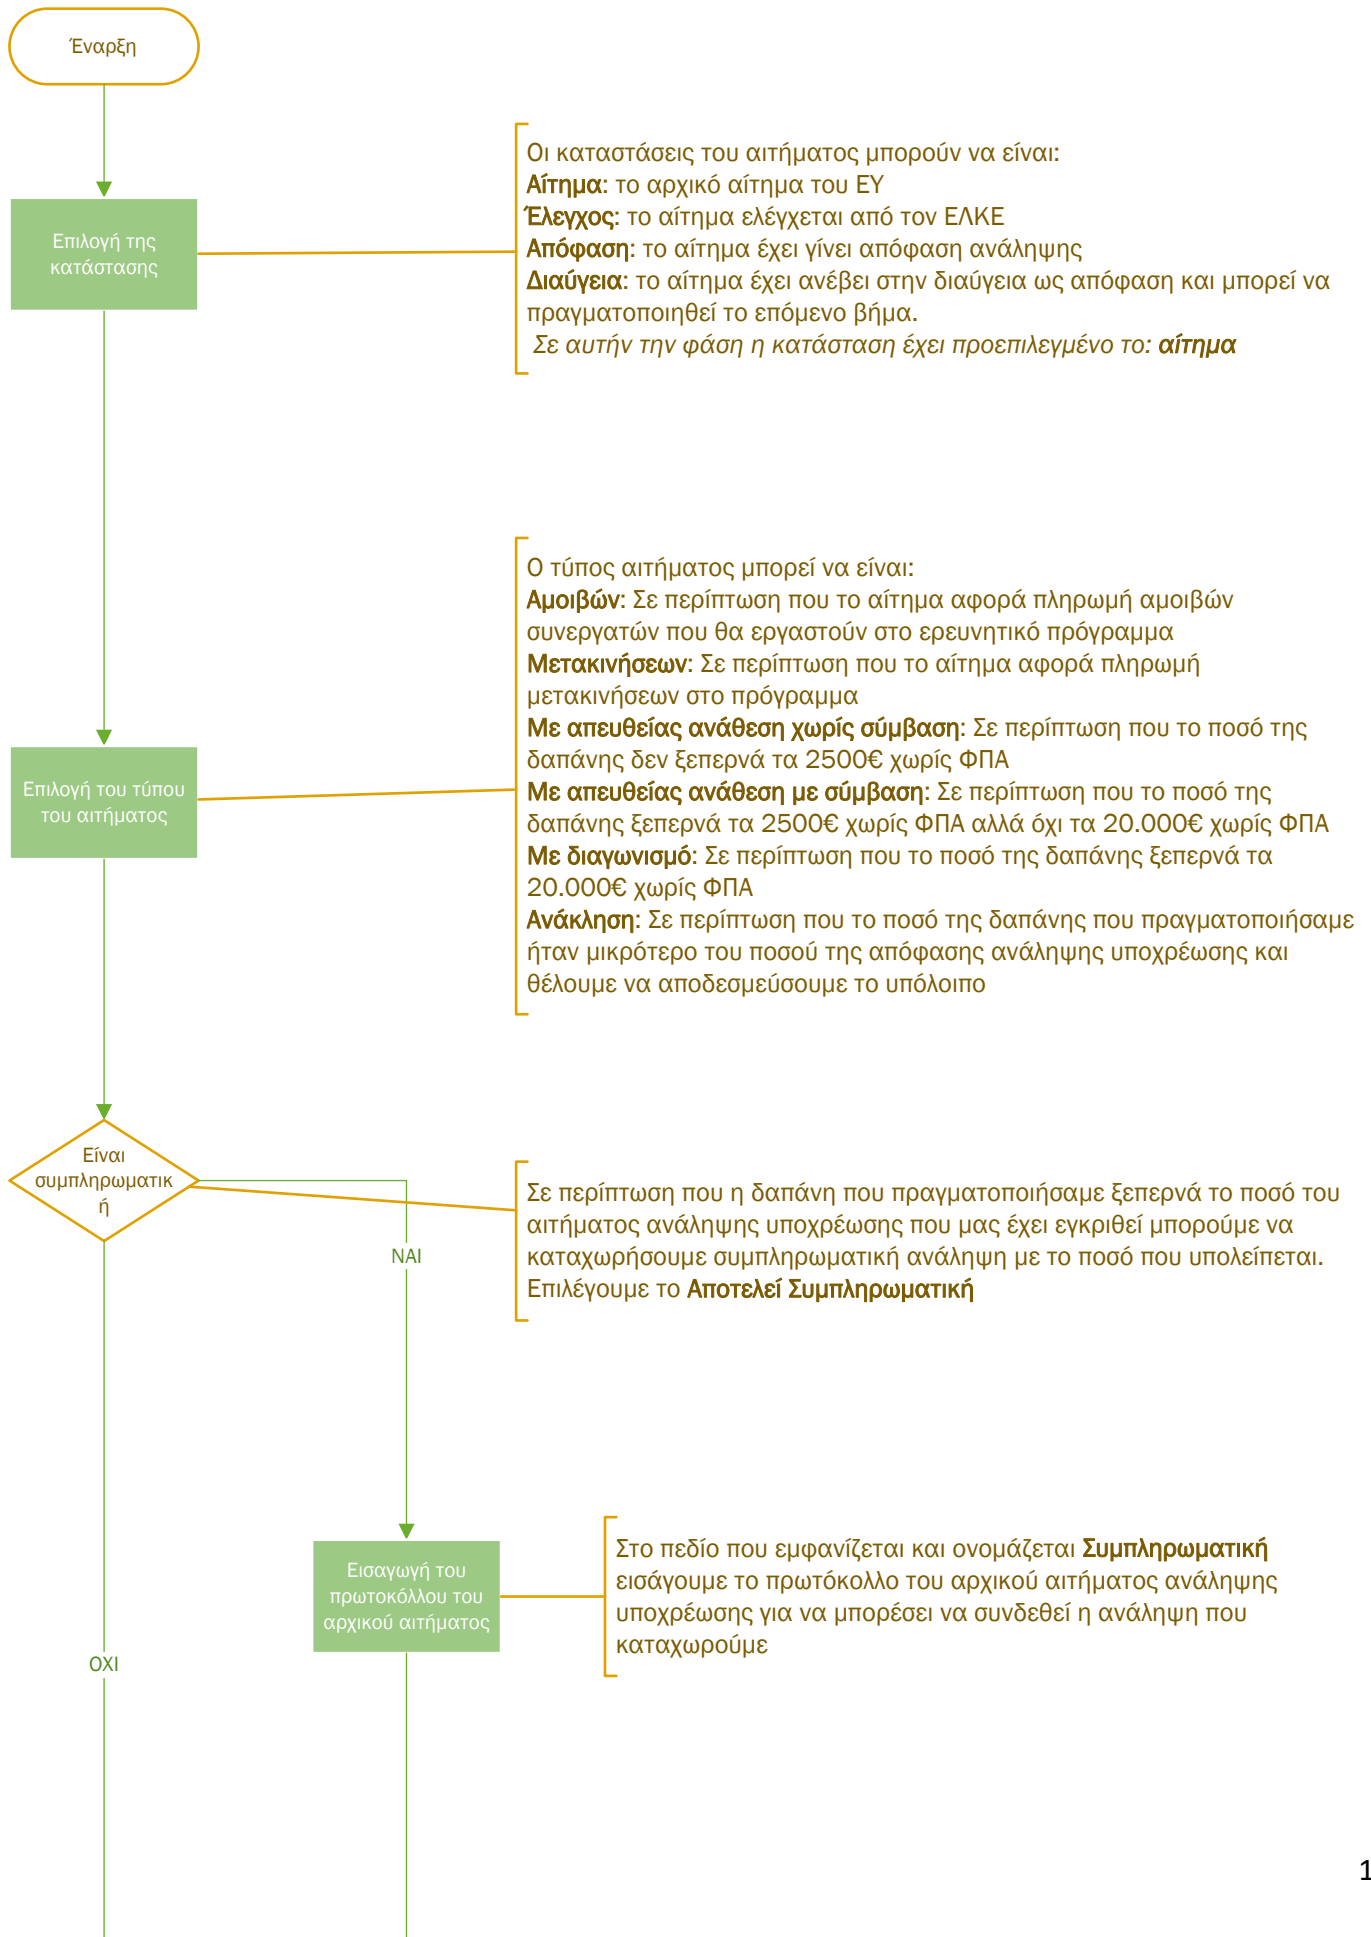 Έναρξη
Οι καταστάσεις του αιτήματος μπορούν να είναι:
Αίτημα: το αρχικό αίτημα του ΕΥ
Έλεγχος: το αίτημα ελέγχεται από τον ΕΛΚΕ
Απόφαση: το αίτημα έχει γίνει απόφαση ανάληψης
Διαύγεια: το αίτημα έχει ανέβει στην διαύγεια ως απόφαση και μπορεί να
πραγματοποιηθεί το επόμενο βήμα.
Σε αυτήν την φάση η κατάσταση έχει προεπιλεγμένο το: αίτημα
Επιλογή της
κατάστασης
Ο τύπος αιτήματος μπορεί να είναι:
Αμοιβών: Σε περίπτωση που το αίτημα αφορά πληρωμή αμοιβών
συνεργατών που θα εργαστούν στο ερευνητικό πρόγραμμα
Μετακινήσεων: Σε περίπτωση που το αίτημα αφορά πληρωμή
μετακινήσεων στο πρόγραμμα
Με απευθείας ανάθεση χωρίς σύμβαση: Σε περίπτωση που το ποσό της
δαπάνης δεν ξεπερνά τα 2500€ χωρίς ΦΠΑ
Με απευθείας ανάθεση με σύμβαση: Σε περίπτωση που το ποσό της
δαπάνης ξεπερνά τα 2500€ χωρίς ΦΠΑ αλλά όχι τα 20.000€ χωρίς ΦΠΑ
Με διαγωνισμό: Σε περίπτωση που το ποσό της δαπάνης ξεπερνά τα
20.000€ χωρίς ΦΠΑ
Ανάκληση: Σε περίπτωση που το ποσό της δαπάνης που πραγματοποιήσαμε
ήταν μικρότερο του ποσού της απόφασης ανάληψης υποχρέωσης και
θέλουμε να αποδεσμεύσουμε το υπόλοιπο
Επιλογή του τύπου
του αιτήματος
Είναι
συμπληρωματικ
ή
Σε περίπτωση που η δαπάνη που πραγματοποιήσαμε ξεπερνά το ποσό του
αιτήματος ανάληψης υποχρέωσης που μας έχει εγκριθεί μπορούμε να
καταχωρήσουμε συμπληρωματική ανάληψη με το ποσό που υπολείπεται.
Επιλέγουμε το Αποτελεί Συμπληρωματική
ΝΑΙ
Εισαγωγή του
πρωτοκόλλου του
αρχικού αιτήματος
Στο πεδίο που εμφανίζεται και ονομάζεται Συμπληρωματική
εισάγουμε το πρωτόκολλο του αρχικού αιτήματος ανάληψης
υποχρέωσης για να μπορέσει να συνδεθεί η ανάληψη που
καταχωρούμε
ΟΧΙ
1